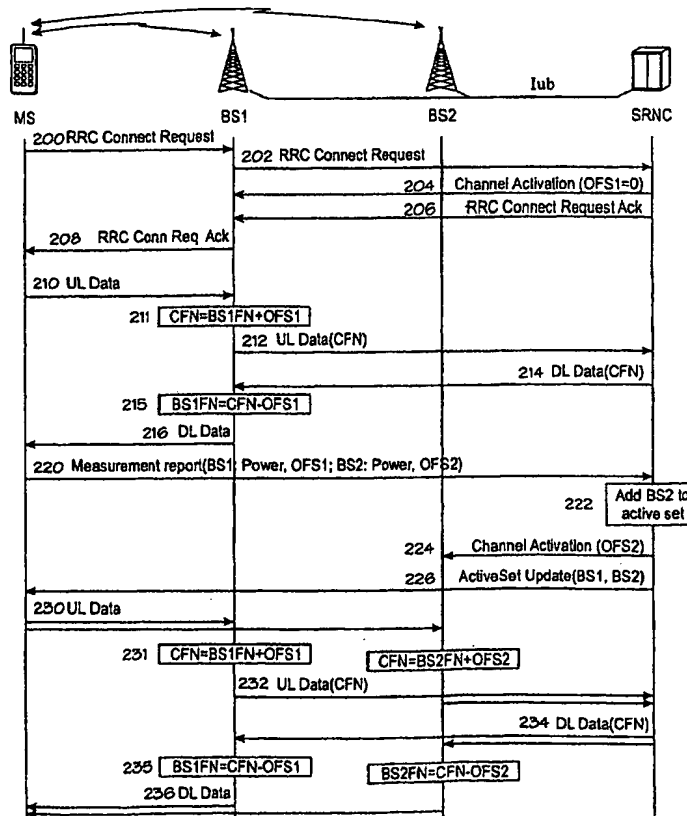 Iub
MS BS1 BS2 SRNC
200 RRC Connect Request
202 RRC Connect Request
204 Channel Activation (OFS1=0)
206 RRC Connect Request Ack
208 RRC Conn Req Ack
210 UL Data
211 CFN=BS1FN+OFS1
212 UL Data(CFN)
214 DL Data(CFN)
215 BS1FN=CFN-OFS1
216 DL Data
220 Measurement report(BS1: Power, OFS1; BS2: Power, OFS2)
222 Add BS2 to
active set
224 Channel Activation (OFS2)
226 ActiveSet Update(BS1, BS2)
230 UL Data
231 CFN=BS1FN+OFS1 CFN=BS2FN+OFS2
232 UL Data(CFN)
234 DL Data(CFN)
235 BS1FN=CFN-OFS1 BS2FN=CFN-OFS2
236 DL Data